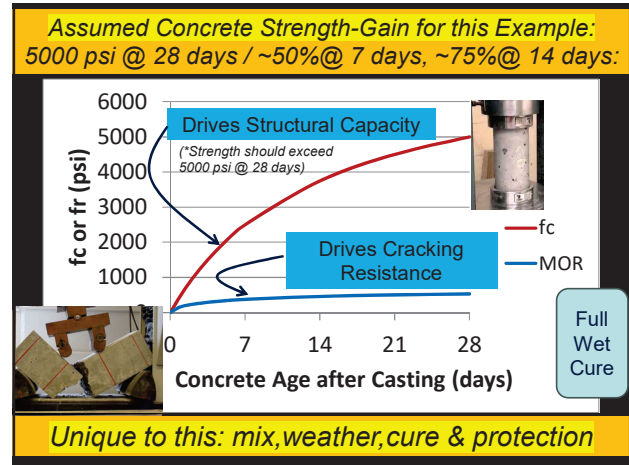 Assumed Concrete Strength-Gain for this Example:
5000 psi @ 28 days / ~50%@ 7 days, ~75%@ 14 days:
6000
5000
4000
3000
2000
1000
fc or fr (psi)
Drives Structural Capacity
(*Strength should exceed
5000 psi @ 28 days)
Drives Cracking
Resistance
fc
MOR
0 7 14 21 28
Concrete Age after Casting (days)
Full
Wet
Cure
Unique to this: mix,weather,cure & protection